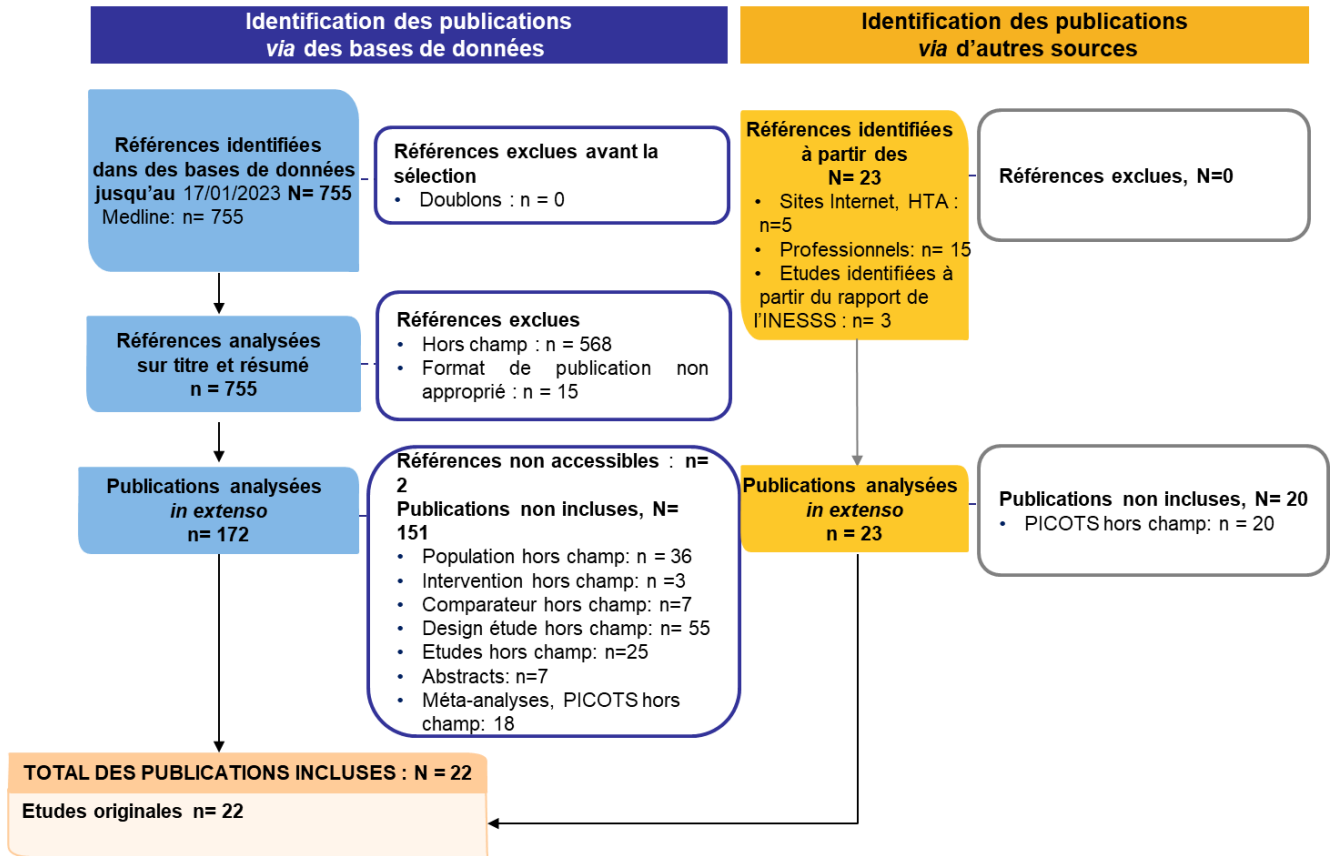 Identification des publications
via des bases de données
Identification des publications
via d'autres sources
Références identifiées
dans des bases de données
jusqu'au 17/01/2023 N= 755
Medline: n= 755
Références exclues avant la
sélection
• Doublons : n = 0
Références identifiées
à partir des
N= 23
• Sites Internet, HTA :
n=5
• Professionnels: n= 15
• Etudes identifiées à
partir du rapport de
l'INESSS : n= 3
Références exclues, N=0
Références analysées
sur titre et résumé
n = 755
Références exclues
• Hors champ : n = 568
• Format de publication non
approprié : n = 15
Publications analysées
in extenso
n= 172
Références non accessibles : n=
2
Publications non incluses, N=
151
• Population hors champ: n = 36
• Intervention hors champ: n =3
• Comparateur hors champ: n=7
• Design étude hors champ: n= 55
• Etudes hors champ: n=25
• Abstracts: n=7
• Méta-analyses, PICOTS hors
champ: 18
Publications analysées
in extenso
n = 23
Publications non incluses, N= 20
• PICOTS hors champ: n = 20
TOTAL DES PUBLICATIONS INCLUSES : N = 22
Etudes originales n= 22